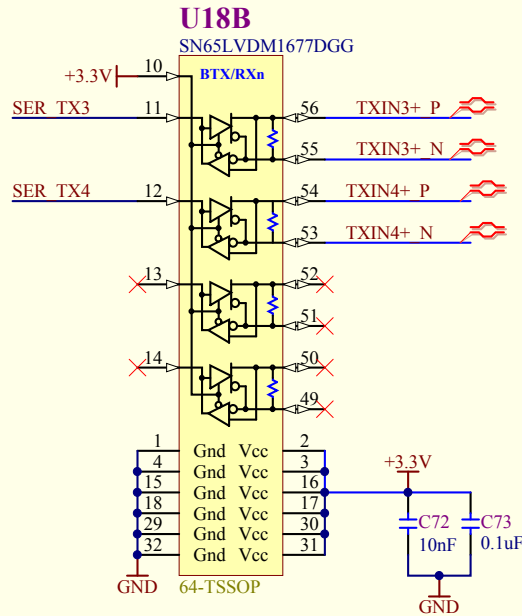 U18B
SN65LVDM1677DGG
+3.3V 10 BTX/RXn
SER_TX3 11 56 TXIN3+_P
55 TXIN3+_N
SER_TX4 12 54 TXIN4+_P
53 TXIN4+_N
13 52
51
14 50
49
1 Gnd Vcc 2
4 Gnd Vcc 3
15 Gnd Vcc 16
18 Gnd Vcc 17
29 Gnd Vcc 30
32 Gnd Vcc 31
+3.3V
C72 C73
10nF 0.1uF
GND
64-TSSOP
GND